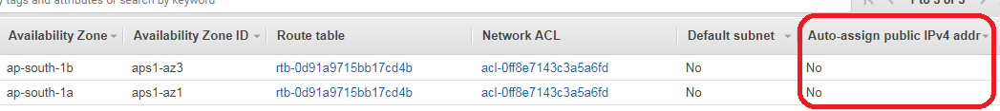 y tags and attributes or search by keyword
1 to 3 of 3
Availability Zone Availability Zone ID Route table Network ACL Default subnet Auto-assign public IPv4 addr
ap-south-1b aps1-az3 rtb-0d91a9715bb17cd4b acl-0ff8e7143c3a5a6fd No No
ap-south-1a aps1-az1 rtb-0d91a9715bb17cd4b acl-0ff8e7143c3a5a6fd No No